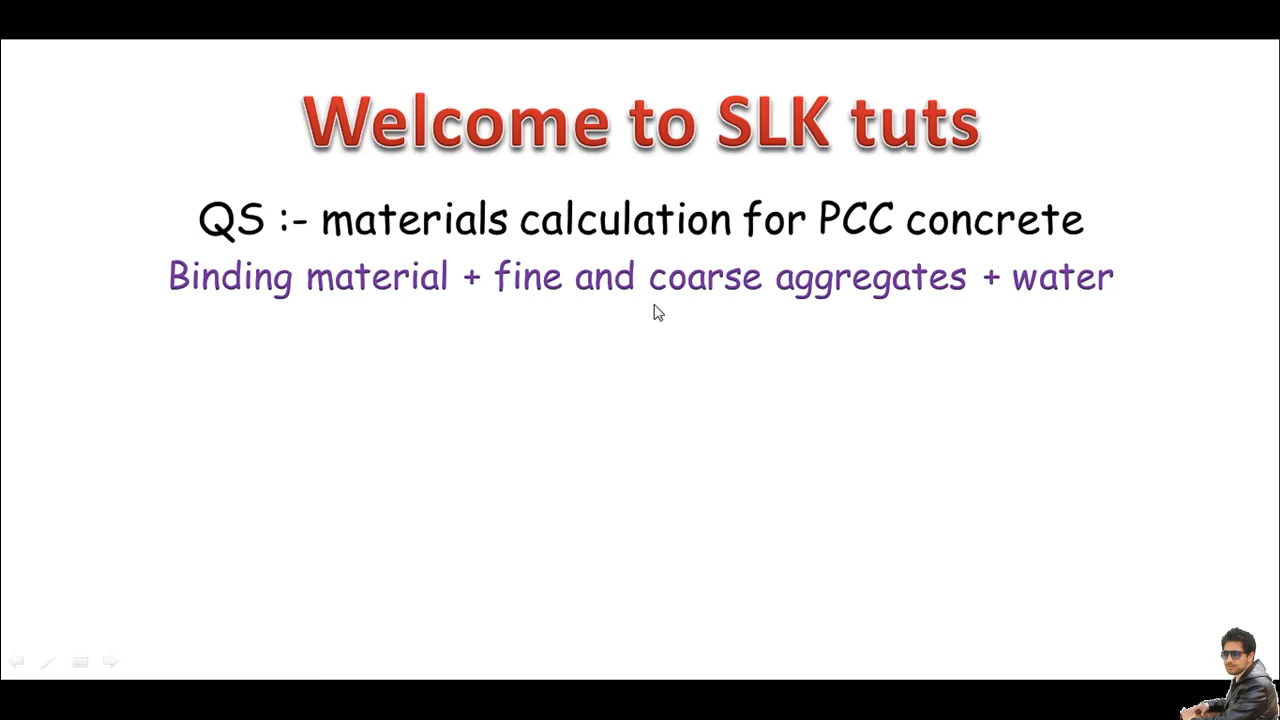 Welcome to SLK tuts
QS :- materials calculation for PCC concrete
Binding material + fine and coarse aggregates + water